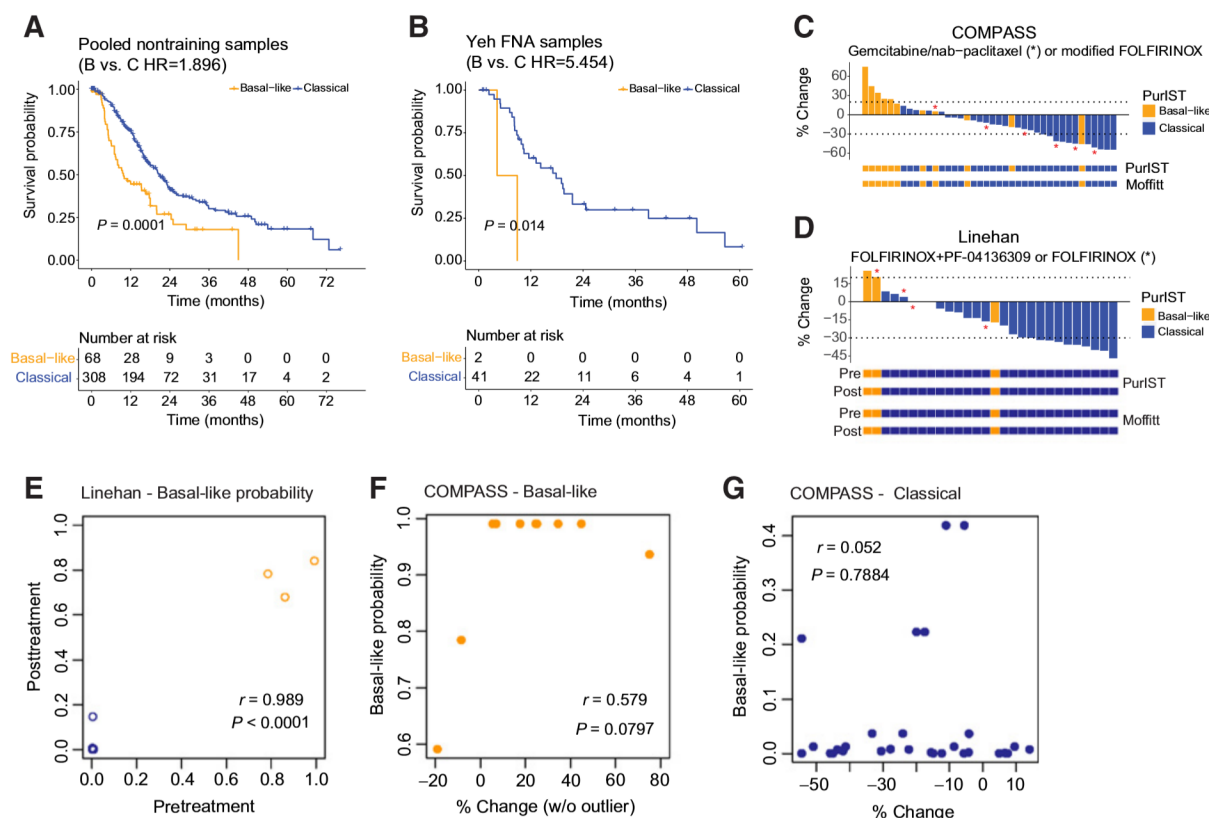 A
Pooled nontraining samples
(B vs. C HR=1.896)
Survival probability
1.00
0.75
0.50
0.25
0.00
Basal−like Classical
P = 0.0001
0 12 24 36 48 60 72
Time (months)
Number at risk
Basal−like 68 28 9 3 0 0 0
Classical 308 194 72 31 17 4 2
0 12 24 36 48 60 72
Time (months)
B
Yeh FNA samples
(B vs. C HR=5.454)
Survival probability
1.00
0.75
0.50
0.25
0.00
Basal−like Classical
P = 0.014
0 12 24 36 48 60
Time (months)
Number at risk
Basal−like 2 0 0 0 0 0
Classical 41 22 11 6 4 1
0 12 24 36 48 60
Time (months)
C
COMPASS
Gemcitabine/nab−paclitaxel (*) or modified FOLFIRINOX
% Change
60
30
0
−30
−60
* * * * * *
PurIST
Basal−like
Classical
PurIST
Moffitt
D
Linehan
FOLFIRINOX+PF-04136309 or FOLFIRINOX (*)
% Change
15
0
−15
−30
−45
* * * *
PurIST
Basal−like
Classical
Pre
Post
PurIST
Pre
Post
Moffitt
E
Linehan - Basal-like probability
Posttreatment
1.0
0.8
0.6
0.4
0.2
0.0
r = 0.989
P < 0.0001
0.0 0.2 0.4 0.6 0.8 1.0
Pretreatment
F
COMPASS - Basal-like
Basal-like probability
1.0
0.9
0.8
0.7
0.6
r = 0.579
P = 0.0797
−20 0 20 40 60 80
% Change (w/o outlier)
G
COMPASS - Classical
Basal-like probability
0.4
0.3
0.2
0.1
0.0
r = 0.052
P = 0.7884
−50 −30 −10 0 10
% Change